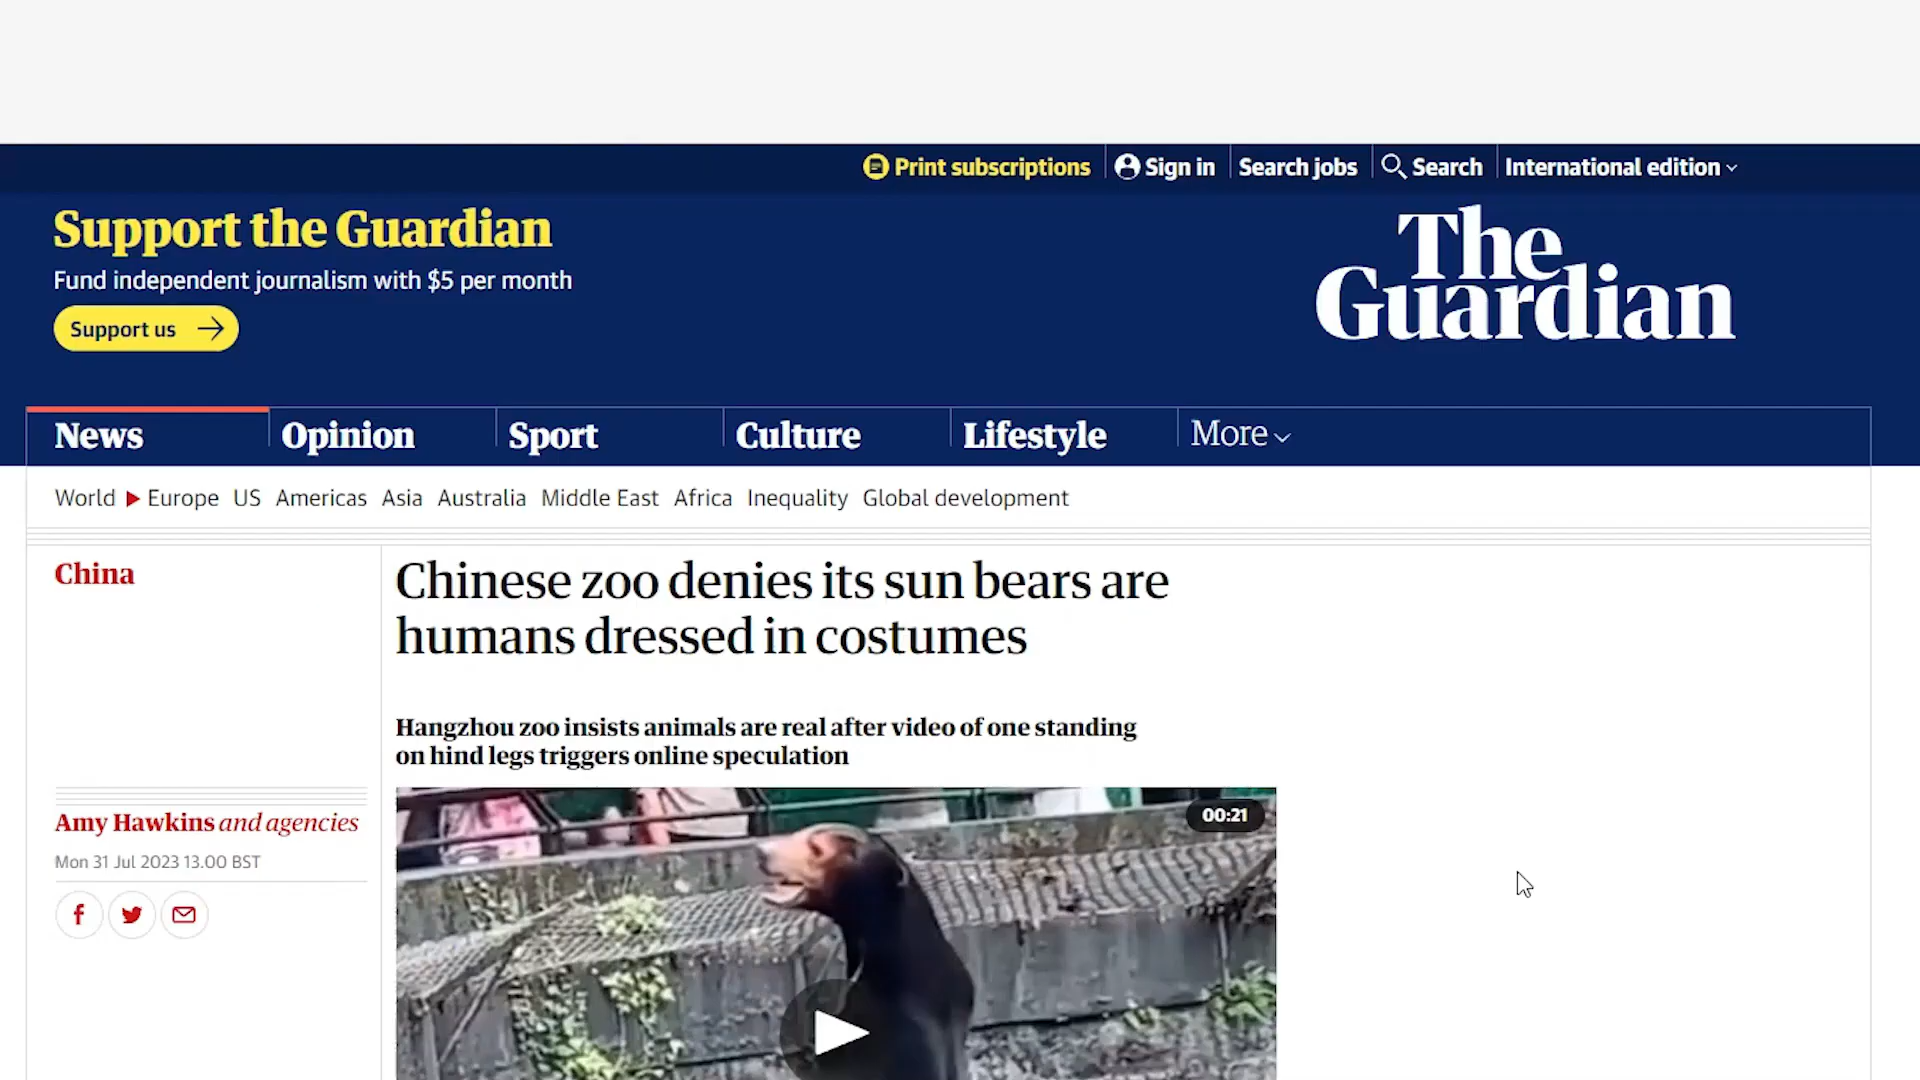 Print subscriptions Sign in Search jobs Search International edition
Support the Guardian
Fund independent journalism with $5 per month
Support us
The
Guardian
News Opinion Sport Culture Lifestyle More
World Europe US Americas Asia Australia Middle East Africa Inequality Global development
China
Chinese zoo denies its sun bears are
humans dressed in costumes
Hangzhou zoo insists animals are real after video of one standing
on hind legs triggers online speculation
Amy Hawkins and agencies
Mon 31 Jul 2023 13.00 BST
00:21